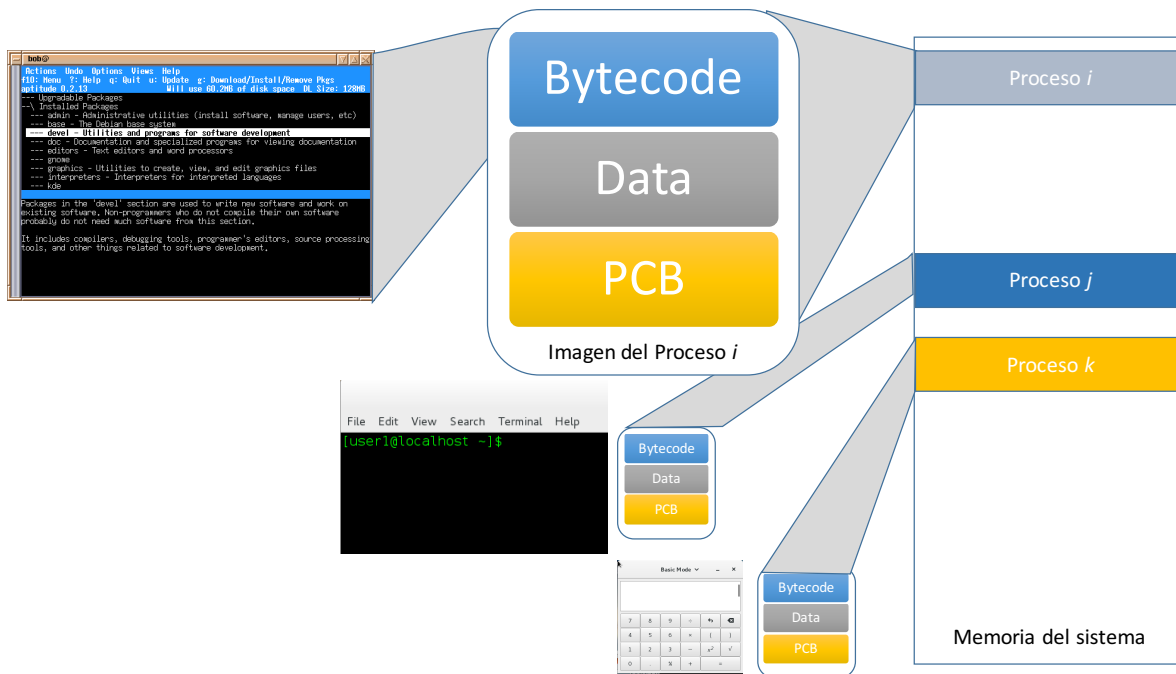 bob@
Actions Undo Options Views Help
f10: Menu ?: Help q: Quit u: Update g: Download/Install/Remove Pkgs
aptitude 0.2.13 Will use 60.2MB of disk space DL Size: 128MB
--- Upgradable Packages
--\ Installed Packages
--- admin - Administrative utilities (install software, manage users, etc)
--- base - The Debian base system
--- devel - Utilities and programs for software development
--- doc - Documentation and specialized programs for viewing documentation
--- editors - Text editors and word processors
--- gnome
--- graphics - Utilities to create, view, and edit graphics files
--- interpreters - Interpreters for interpreted languages
--- kde
Packages in the 'devel' section are used to write new software and work on
existing software. Non-programmers who do not compile their own software
probably do not need much software from this section.
It includes compilers, debugging tools, programmer's editors, source processing
tools, and other things related to software development.
Bytecode
Data
PCB
Imagen del Proceso i
Proceso i
Proceso j
Proceso k
Memoria del sistema
File Edit View Search Terminal Help
[user1@localhost ~]$
Bytecode
Data
PCB
Basic Mode
7 8 9 ÷
4 5 6 × ( )
1 2 3 − x² √
0 . % + =
Bytecode
Data
PCB